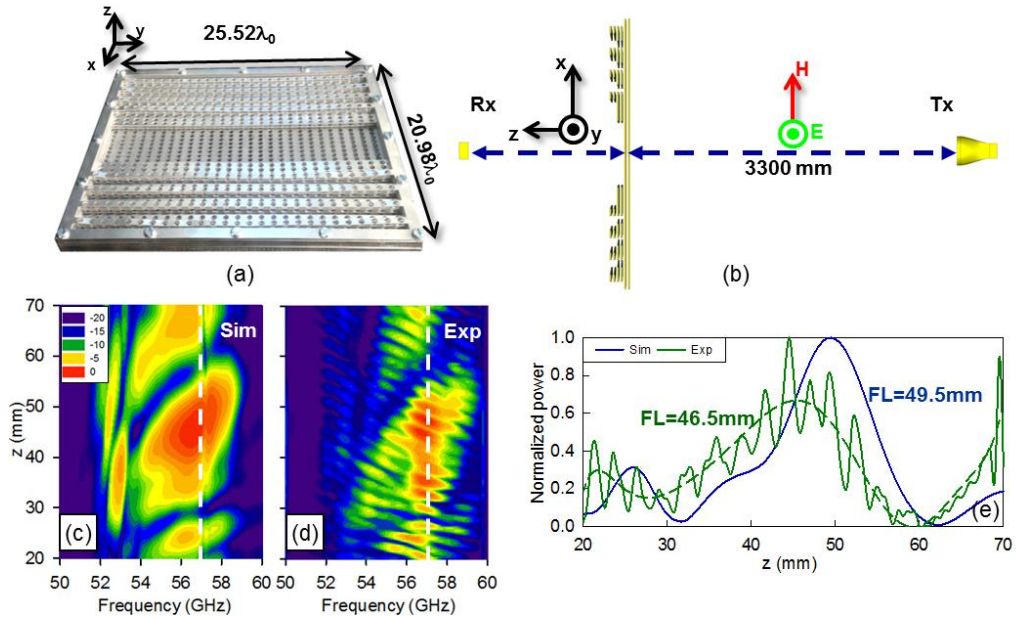 z
y
x
25.52λ₀
20.98λ₀
(a)
Rx
x
z
y
H
E
Tx
3300 mm
(b)
70
60
50
40
30
20
z (mm)
-20
-15
-10
-5
0
Sim
(c)
50 52 54 56 58 60
Frequency (GHz)
Exp
(d)
50 52 54 56 58 60
Frequency (GHz)
1.0
0.8
0.6
0.4
0.2
0.0
Normalized power
Sim Exp
FL=46.5mm
FL=49.5mm
(e)
20 30 40 50 60 70
z (mm)